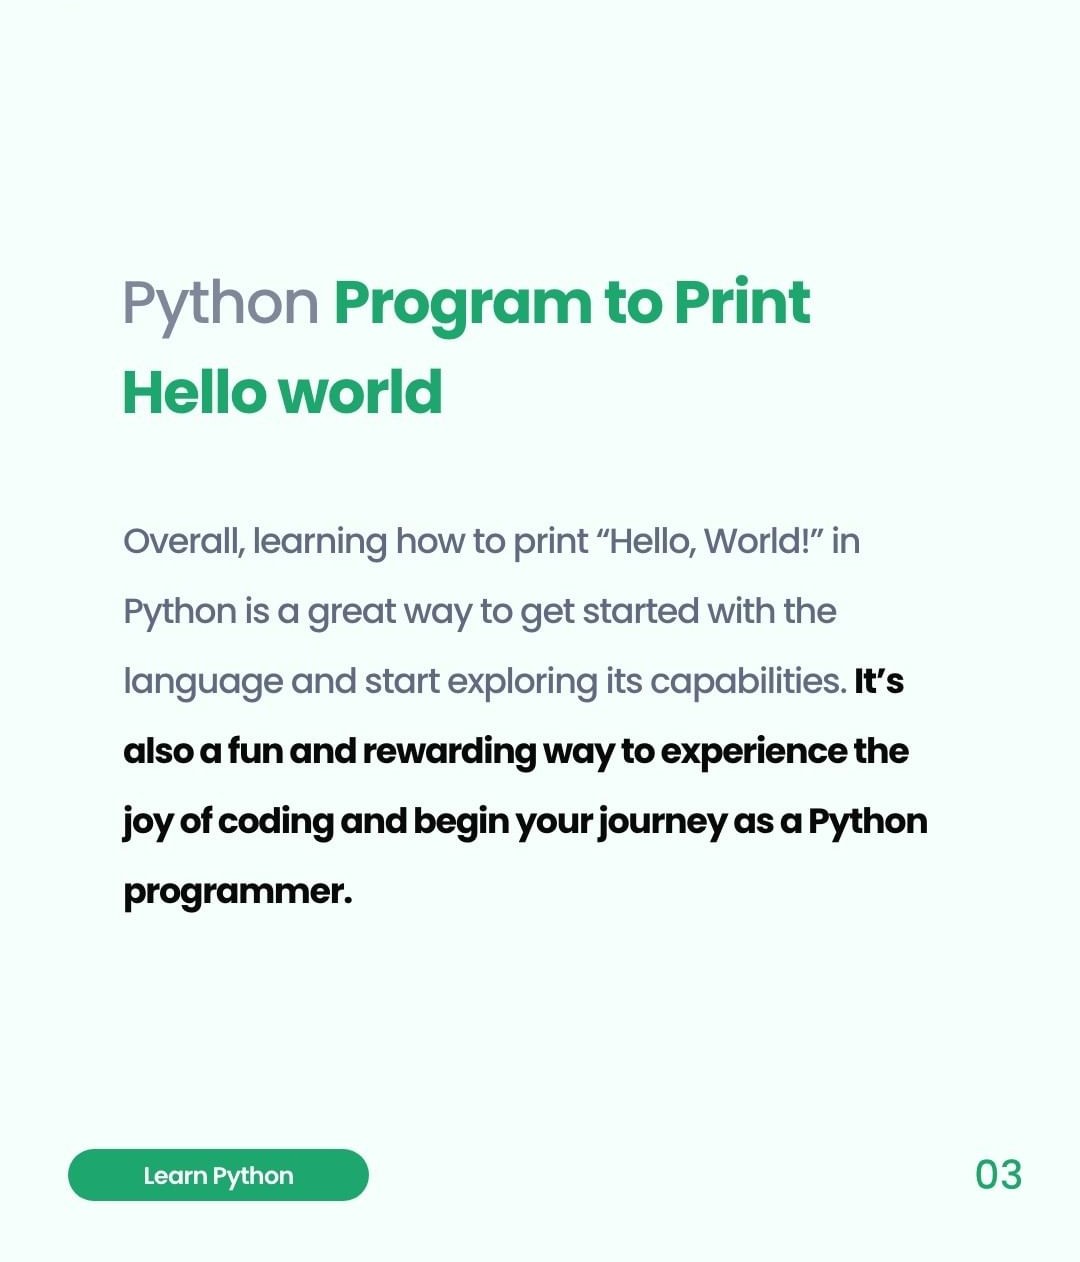 Python Program to Print
Hello world
Overall, learning how to print “Hello, World!” in
Python is a great way to get started with the
language and start exploring its capabilities. It’s
also a fun and rewarding way to experience the
joy of coding and begin your journey as a Python
programmer.
Learn Python
03